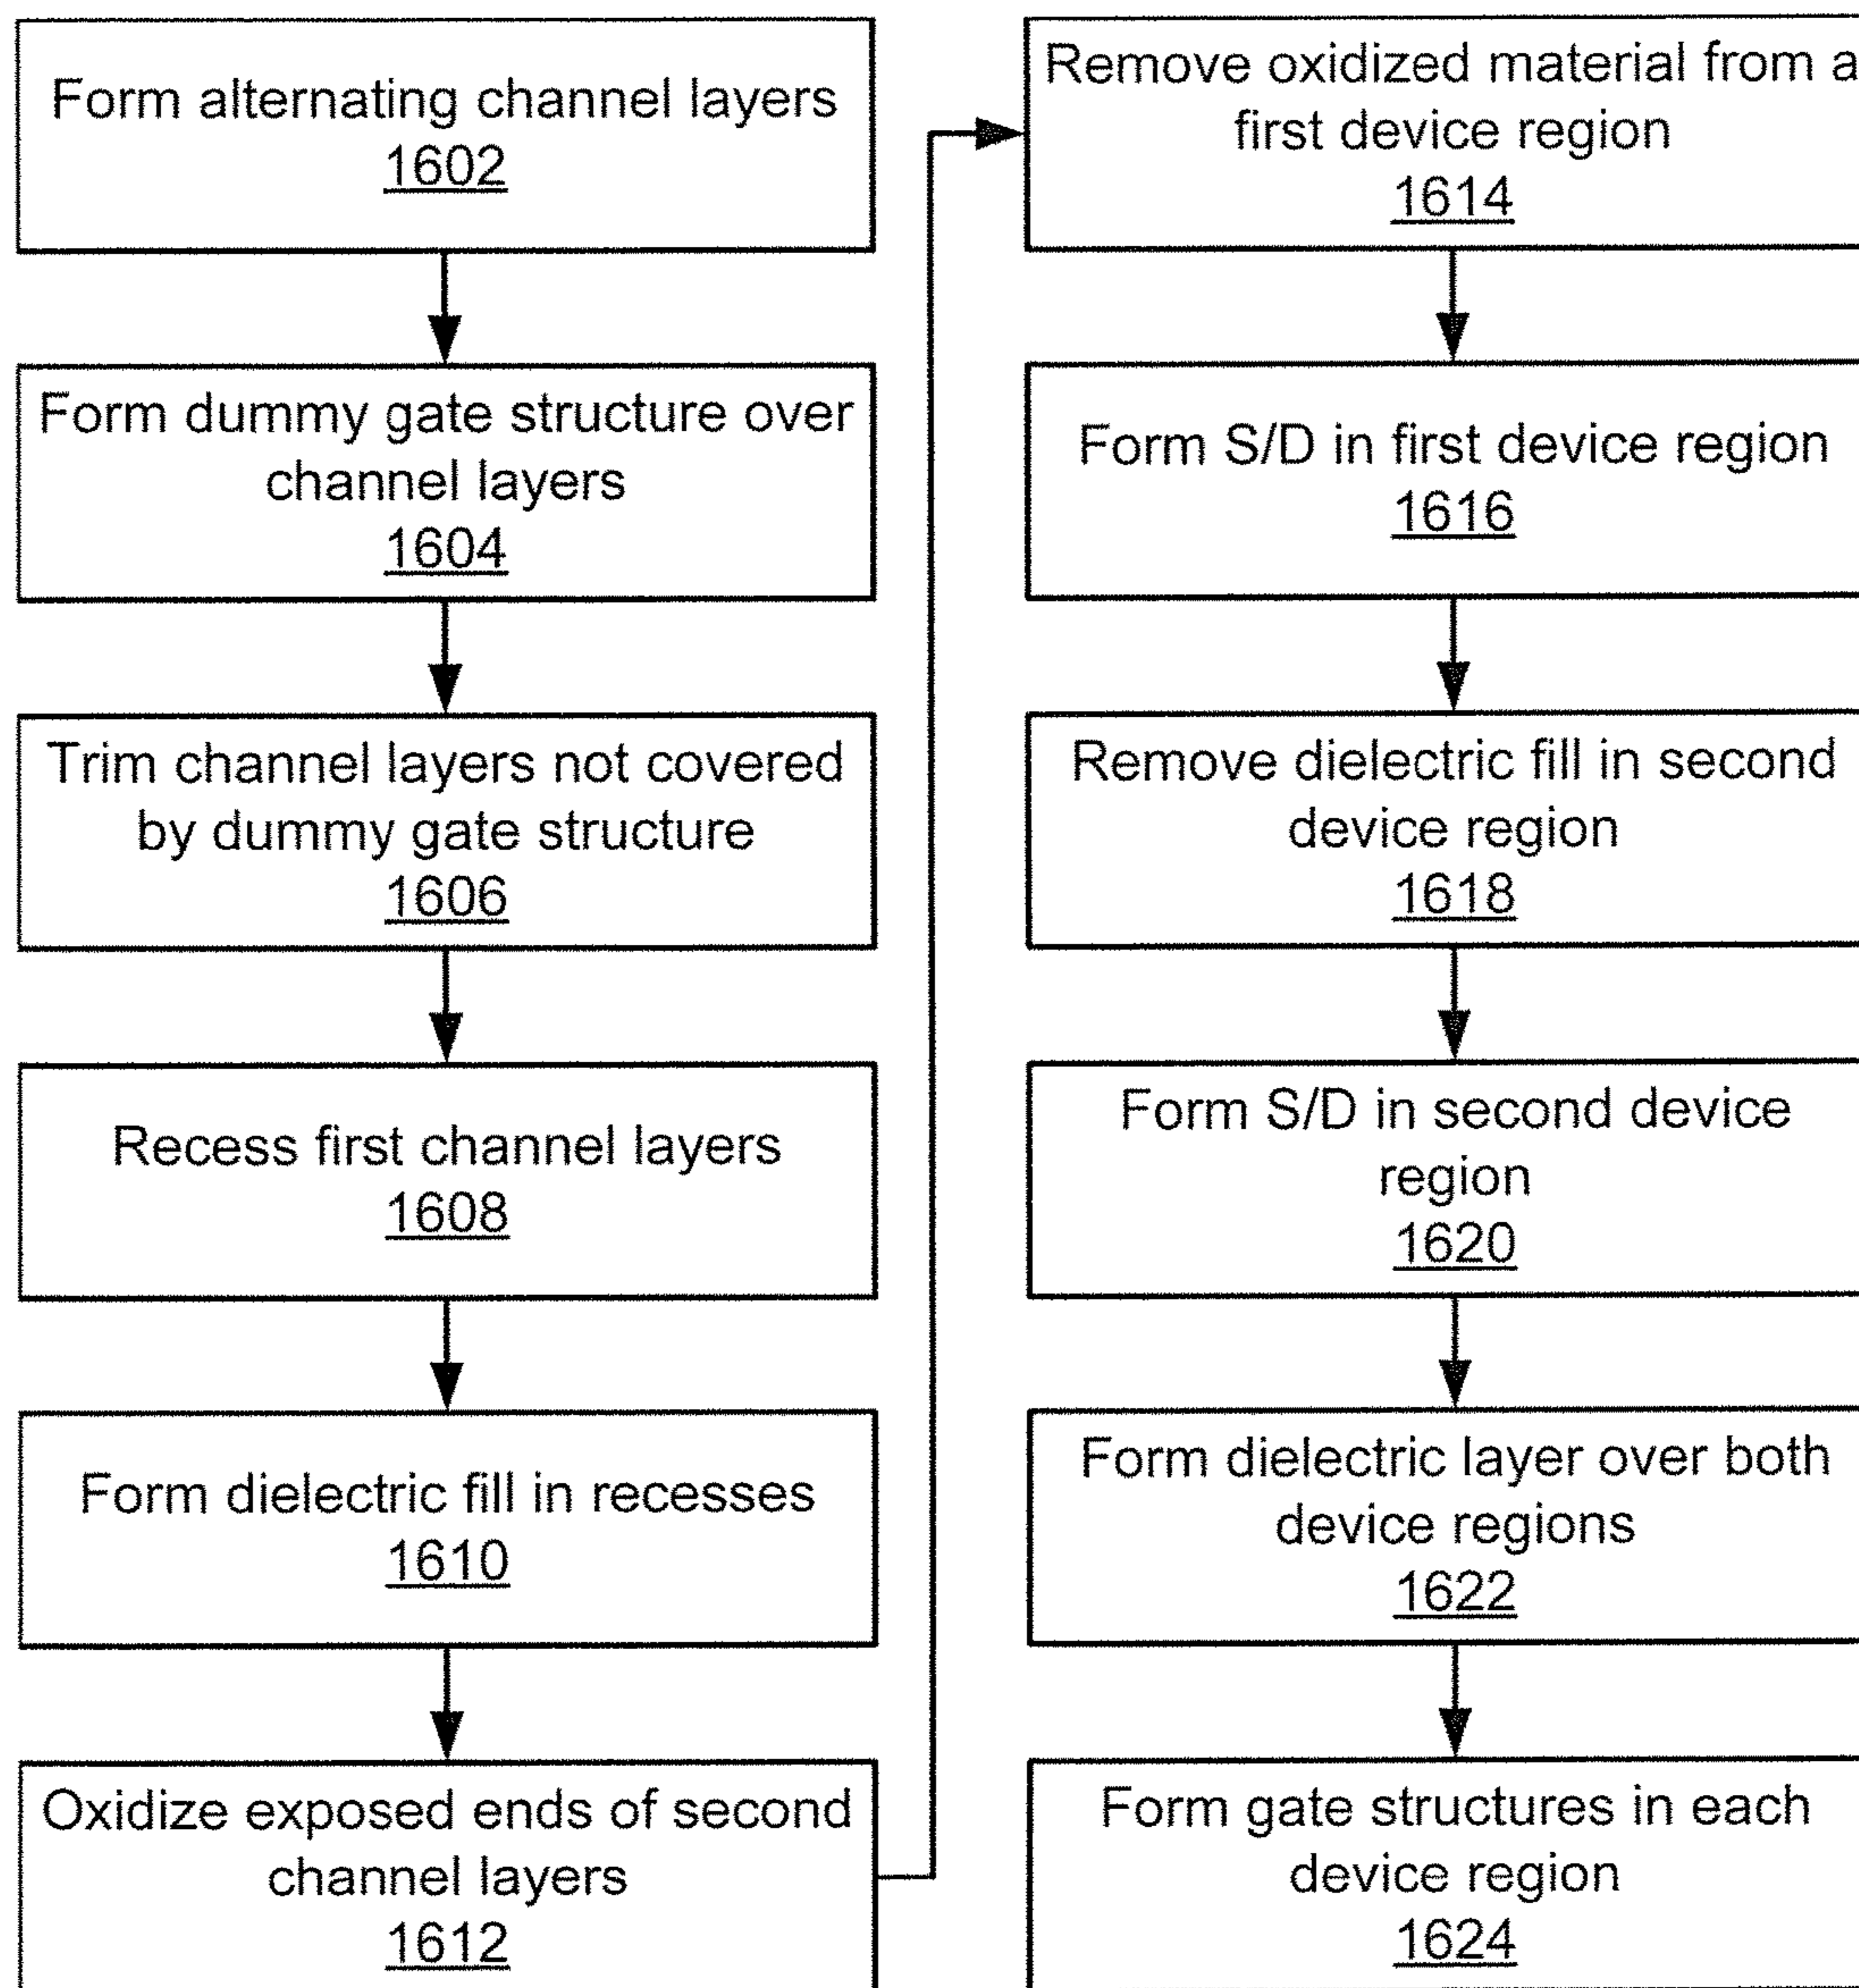 Form alternating channel layers
1602
Form dummy gate structure over
channel layers
1604
Trim channel layers not covered
by dummy gate structure
1606
Recess first channel layers
1608
Form dielectric fill in recesses
1610
Oxidize exposed ends of second
channel layers
1612
Remove oxidized material from a
first device region
1614
Form S/D in first device region
1616
Remove dielectric fill in second
device region
1618
Form S/D in second device
region
1620
Form dielectric layer over both
device regions
1622
Form gate structures in each
device region
1624